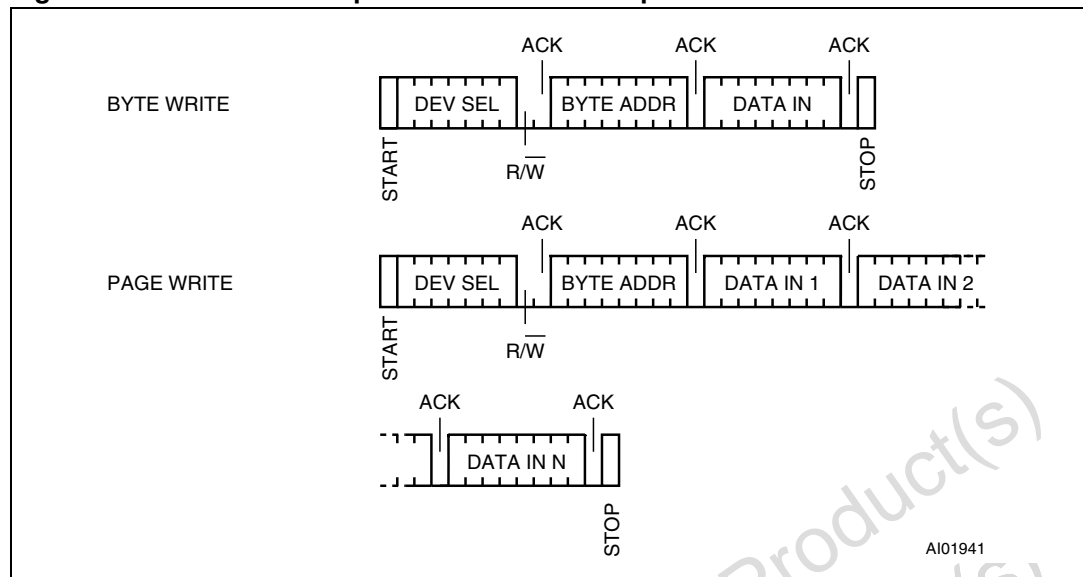 ACK ACK ACK
BYTE WRITE DEV SEL BYTE ADDR DATA IN
START R/W STOP
ACK ACK ACK
PAGE WRITE DEV SEL BYTE ADDR DATA IN 1 DATA IN 2
START R/W
ACK ACK
DATA IN N
STOP
AI01941